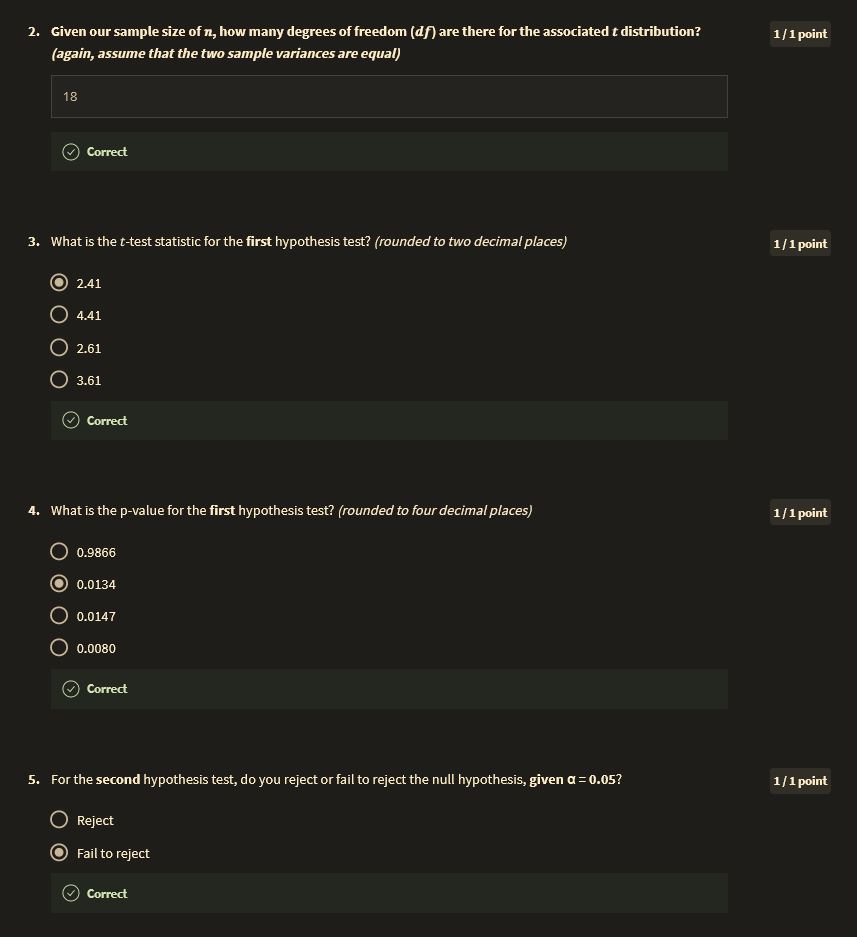 2. Given our sample size of n, how many degrees of freedom (df) are there for the associated t distribution? 1 / 1 point
(again, assume that the two sample variances are equal)
18
Correct
3. What is the t-test statistic for the first hypothesis test? (rounded to two decimal places) 1 / 1 point
2.41
4.41
2.61
3.61
Correct
4. What is the p-value for the first hypothesis test? (rounded to four decimal places) 1 / 1 point
0.9866
0.0134
0.0147
0.0080
Correct
5. For the second hypothesis test, do you reject or fail to reject the null hypothesis, given α = 0.05? 1 / 1 point
Reject
Fail to reject
Correct